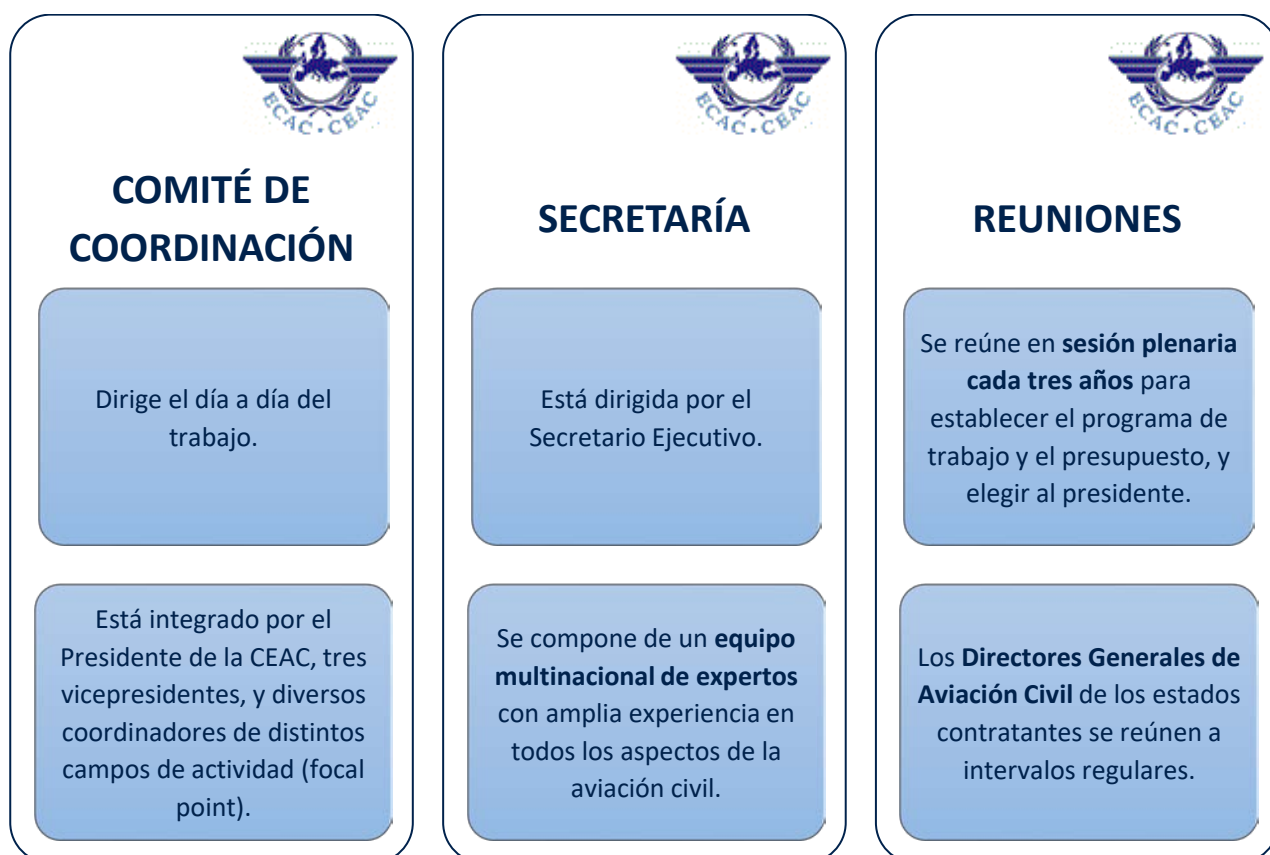 ECAC • CEAC
COMITÉ DE
COORDINACIÓN
Dirige el día a día del
trabajo.
Está integrado por el
Presidente de la CEAC, tres
vicepresidentes, y diversos
coordinadores de distintos
campos de actividad (focal
point).
ECAC • CEAC
SECRETARÍA
Está dirigida por el
Secretario Ejecutivo.
Se compone de un equipo
multinacional de expertos
con amplia experiencia en
todos los aspectos de la
aviación civil.
ECAC • CEAC
REUNIONES
Se reúne en sesión plenaria
cada tres años para
establecer el programa de
trabajo y el presupuesto, y
elegir al presidente.
Los Directores Generales de
Aviación Civil de los estados
contratantes se reúnen a
intervalos regulares.